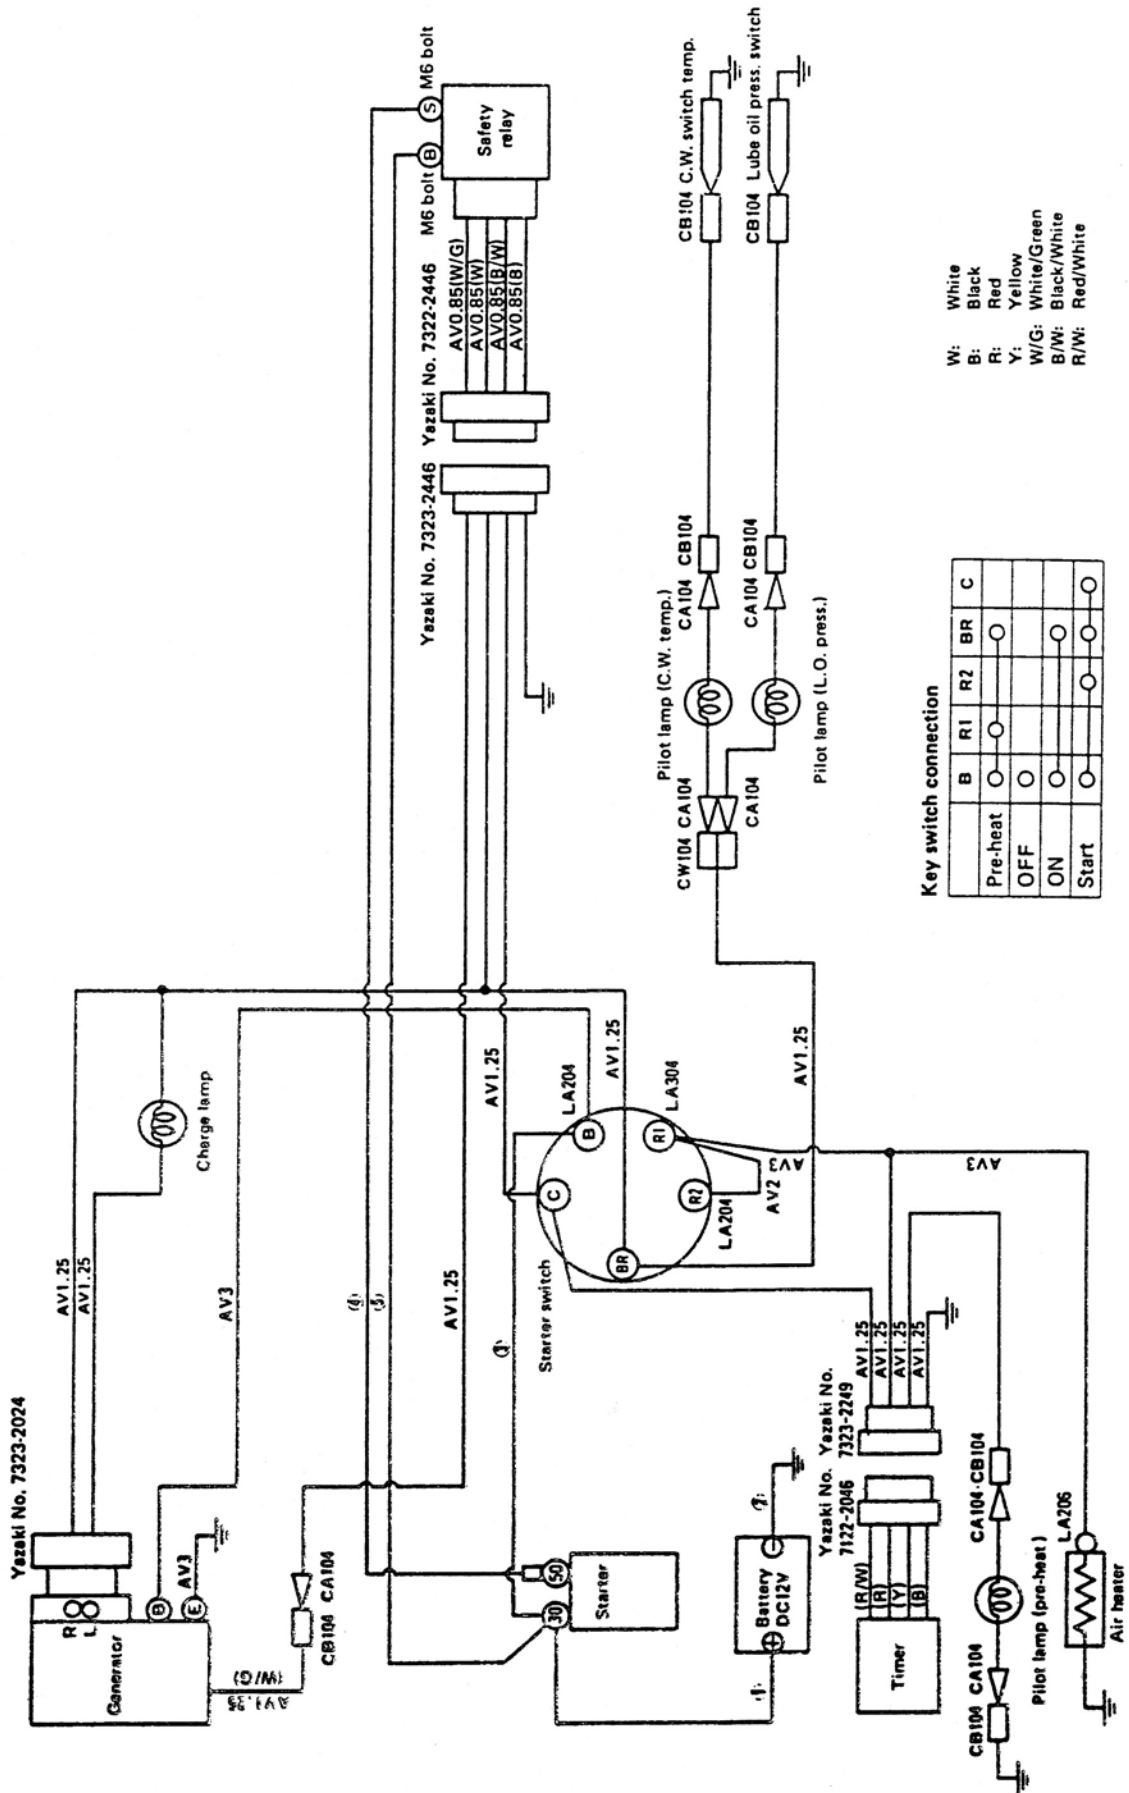 Yazaki No. 7323-2024
R
L
Generator
B
E
AV3
AV1.25
AV1.25
Charge lamp
AV3
(W/G)
CB104 CA104
AV1.25
AV1.25
AV1.25
M6 bolt
S
B
M6 bolt
Safety relay
Yazaki No. 7322-2446
AV0.85(W/G)
AV0.85(W)
AV0.85(B/W)
AV0.85(B)
Yazaki No. 7323-2446
50
30
Starter
Starter switch
C
B
LA204
BR
R1
LA304
R2
LA204
AV2
AV3
AV3
AV1.25
Battery
DC12V
Yazaki No.
7122-2046
Yazaki No.
7323-2249
AV1.25
AV1.25
AV1.25
AV1.25
(R/W)
(R)
(Y)
(B)
Timer
CB104 CA104
Pilot lamp (pre-heat)
CA104·CB104
LA206
Air heater
CW104 CA104
CA104
Pilot lamp (C.W. temp.)
CA104 CB104
CB104 C.W. switch temp.
Pilot lamp (L.O. press.)
CA104 CB104
CB104 Lube oil press. switch
Key switch connection
B R1 R2 BR C
Pre-heat
OFF
ON
Start
W: White
B: Black
R: Red
Y: Yellow
W/G: White/Green
B/W: Black/White
R/W: Red/White